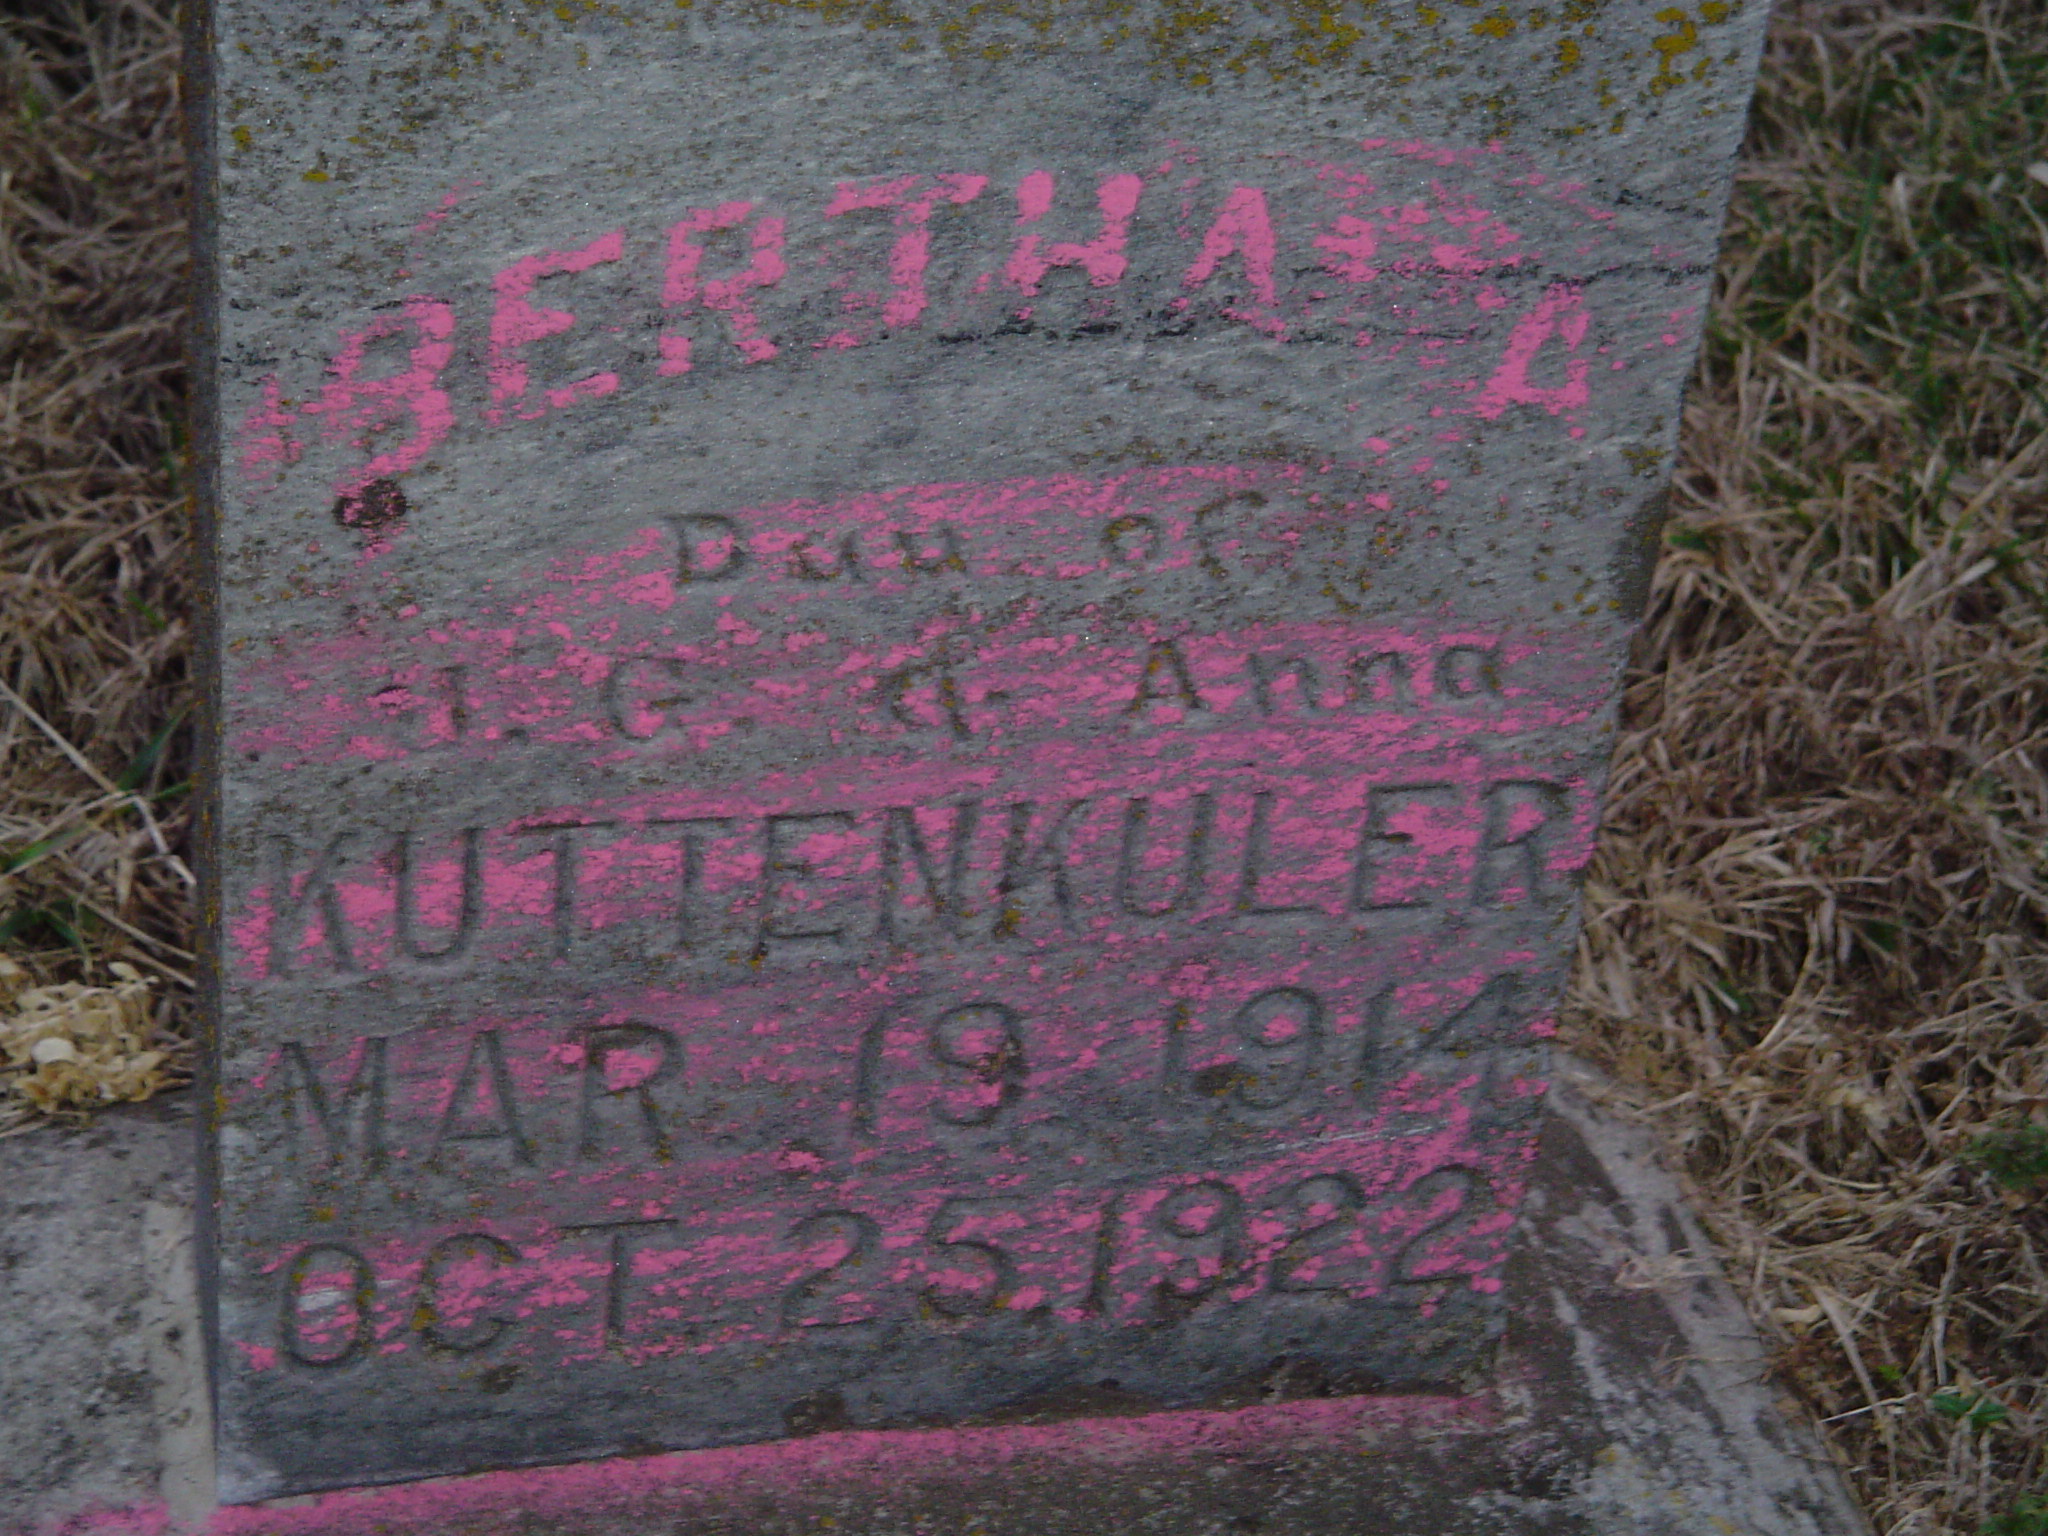 BERTHA A
Dau. of
J. G. & Anna
KUTTENKULER
MAR. 19, 1914
OCT. 25, 1922